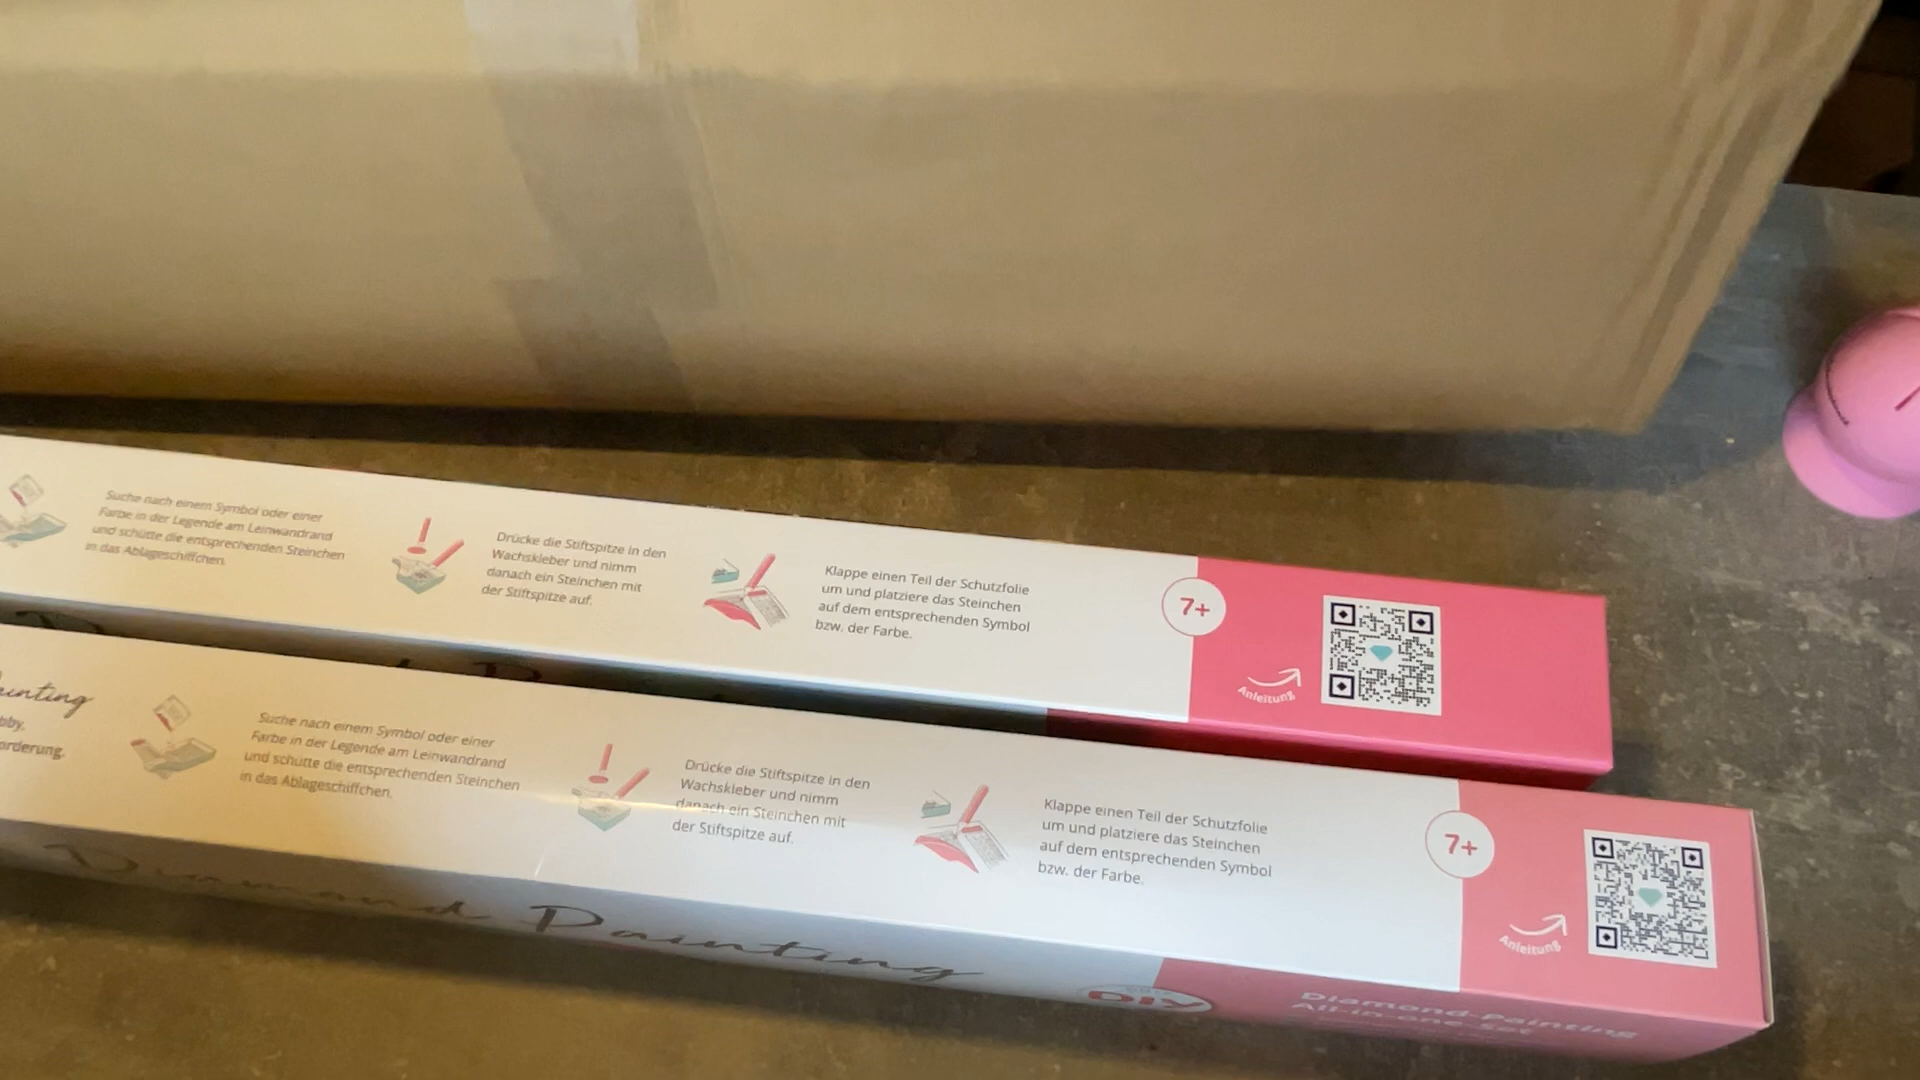 Suche nach einem Symbol oder einer
Farbe in der Legende am Leinwandrand
und schütte die entsprechenden Steinchen
in das Ablageschiffchen.
Drücke die Stiftspitze in den
Wachskleber und nimm
danach ein Steinchen mit
der Stiftspitze auf.
Klappe einen Teil der Schutzfolie
um und platziere das Steinchen
auf dem entsprechenden Symbol
bzw. der Farbe.
7+
Anleitung
Suche nach einem Symbol oder einer
Farbe in der Legende am Leinwandrand
und schütte die entsprechenden Steinchen
in das Ablageschiffchen.
Drücke die Stiftspitze in den
Wachskleber und nimm
danach ein Steinchen mit
der Stiftspitze auf.
Klappe einen Teil der Schutzfolie
um und platziere das Steinchen
auf dem entsprechenden Symbol
bzw. der Farbe.
7+
Anleitung
Diamond Painting
DIY
Diamond-Painting
All-in-one-Set